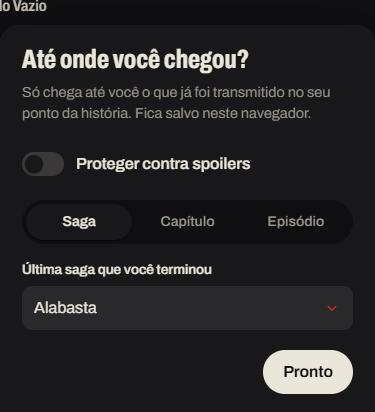 do Vazio
Até onde você chegou?
Só chega até você o que já foi transmitido no seu
ponto da história. Fica salvo neste navegador.
Proteger contra spoilers
Saga Capítulo Episódio
Última saga que você terminou
Alabasta
Pronto